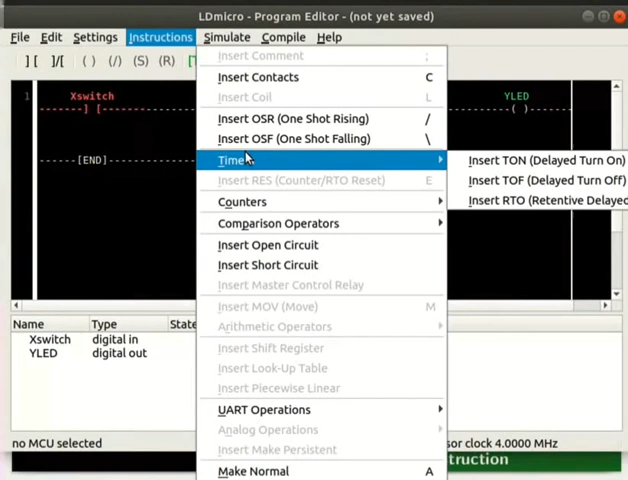 LDmicro - Program Editor - (not yet saved)
File Edit Settings Instructions Simulate Compile Help
] [ ]/[ ( ) (/) (S) (R)
Insert Comment ;
Insert Contacts C
Insert Coil L
Insert OSR (One Shot Rising) /
Insert OSF (One Shot Falling) \
Time
Insert RES (Counter/RTO Reset) E
Counters
Comparison Operators
Insert Open Circuit
Insert Short Circuit
Insert Master Control Relay
Insert MOV (Move) M
Arithmetic Operators
Insert Shift Register
Insert Look-Up Table
Insert Piecewise Linear
UART Operations
Analog Operations
Insert Make Persistent
Make Normal A
Insert TON (Delayed Turn On)
Insert TOF (Delayed Turn Off)
Insert RTO (Retentive Delayed
1 Xswitch YLED
] [ ( )
[END]
Name Type State
Xswitch digital in
YLED digital out
no MCU selected sor clock 4.0000 MHz
truction